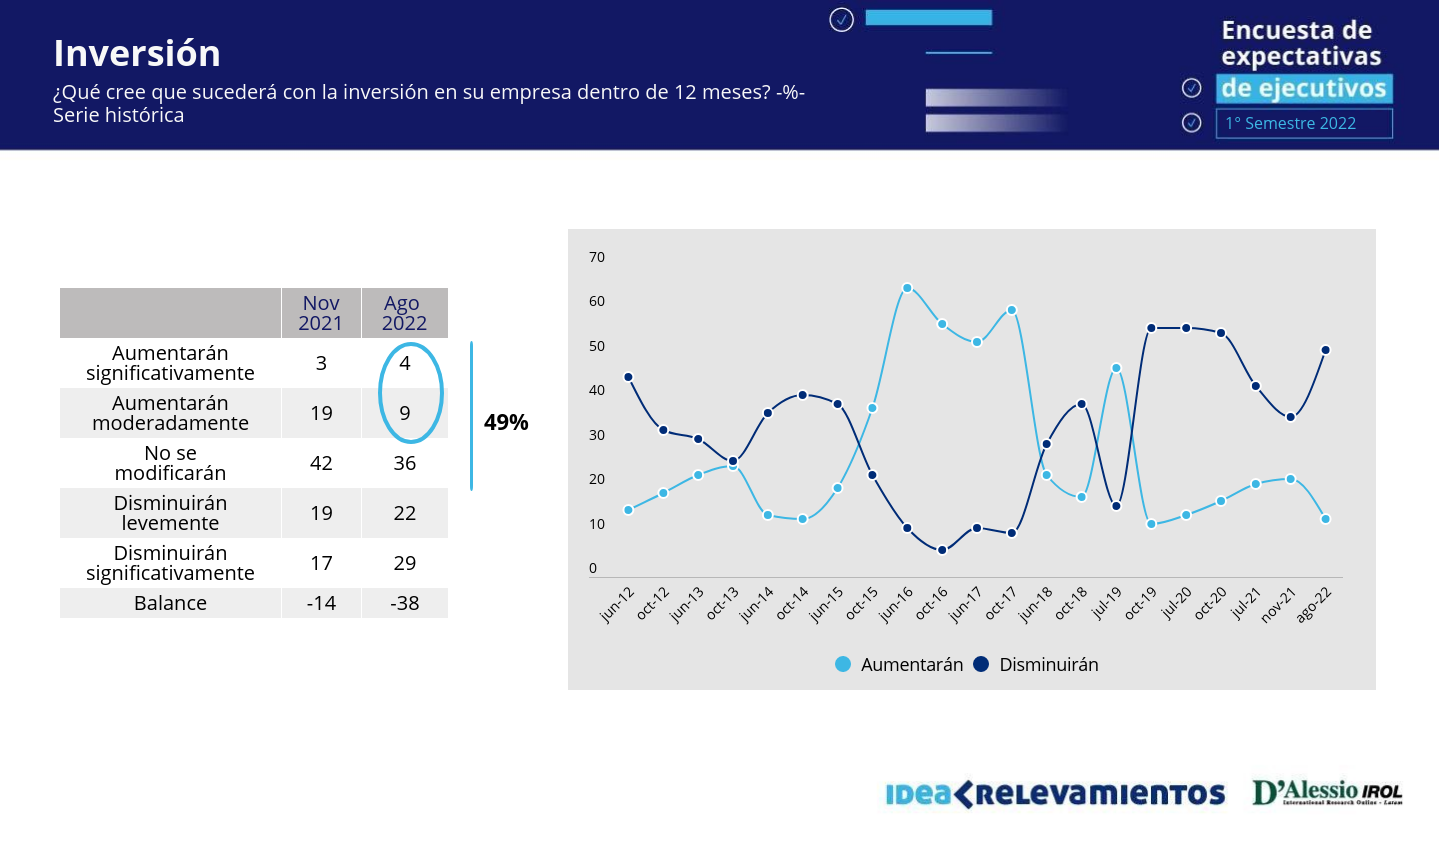 Inversión
¿Qué cree que sucederá con la inversión en su empresa dentro de 12 meses? -%-
Serie histórica
Encuesta de
expectativas
de ejecutivos
1° Semestre 2022
Nov
2021
Ago
2022
Aumentarán
significativamente
3
4
Aumentarán
moderadamente
19
9
No se
modificarán
42
36
Disminuirán
levemente
19
22
Disminuirán
significativamente
17
29
Balance
-14
-38
49%
70
60
50
40
30
20
10
0
jun-12
oct-12
jun-13
oct-13
jun-14
oct-14
jun-15
oct-15
jun-16
oct-16
jun-17
oct-17
jun-18
oct-18
jul-19
oct-19
jul-20
oct-20
jul-21
nov-21
ago-22
Aumentarán
Disminuirán
IDea RELEVAMIENTOS
D'Alessio IROL
International Research Online - Latam